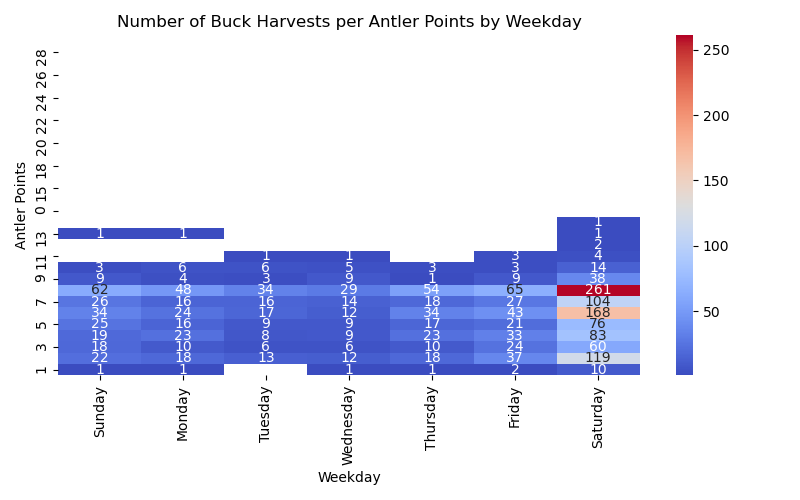 Number of Buck Harvests per Antler Points by Weekday
Antler Points
28
26
24
22
20
18
15
0
13
11
9
7
5
3
1
1
1 1 1
2
1 1 3 4
3 6 6 5 3 3 14
9 4 3 9 1 9 38
62 48 34 29 54 65 261
26 16 16 14 18 27 104
34 24 17 12 34 43 168
25 16 9 9 17 21 76
19 23 8 9 23 33 83
18 10 6 6 10 24 60
22 18 13 12 18 37 119
1 1 1 1 2 10
Sunday Monday Tuesday Wednesday Thursday Friday Saturday
Weekday
250
200
150
100
50